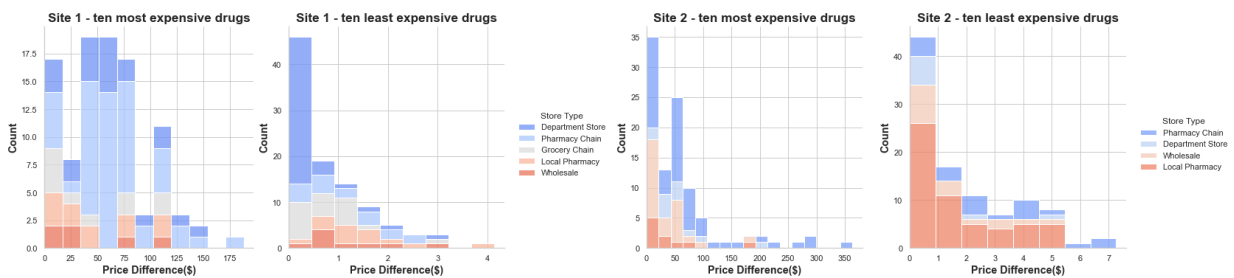 Site 1 - ten most expensive drugs
17.5
15.0
12.5
10.0
7.5
5.0
2.5
0.0
Count
0 25 50 75 100 125 150 175
Price Difference($)
Site 1 - ten least expensive drugs
40
30
20
10
0
Count
0 1 2 3 4
Price Difference($)
Store Type
Department Store
Pharmacy Chain
Grocery Chain
Local Pharmacy
Wholesale
Site 2 - ten most expensive drugs
35
30
25
20
15
10
5
0
Count
0 50 100 150 200 250 300 350
Price Difference($)
Site 2 - ten least expensive drugs
40
30
20
10
0
Count
0 1 2 3 4 5 6 7
Price Difference($)
Store Type
Pharmacy Chain
Department Store
Wholesale
Local Pharmacy